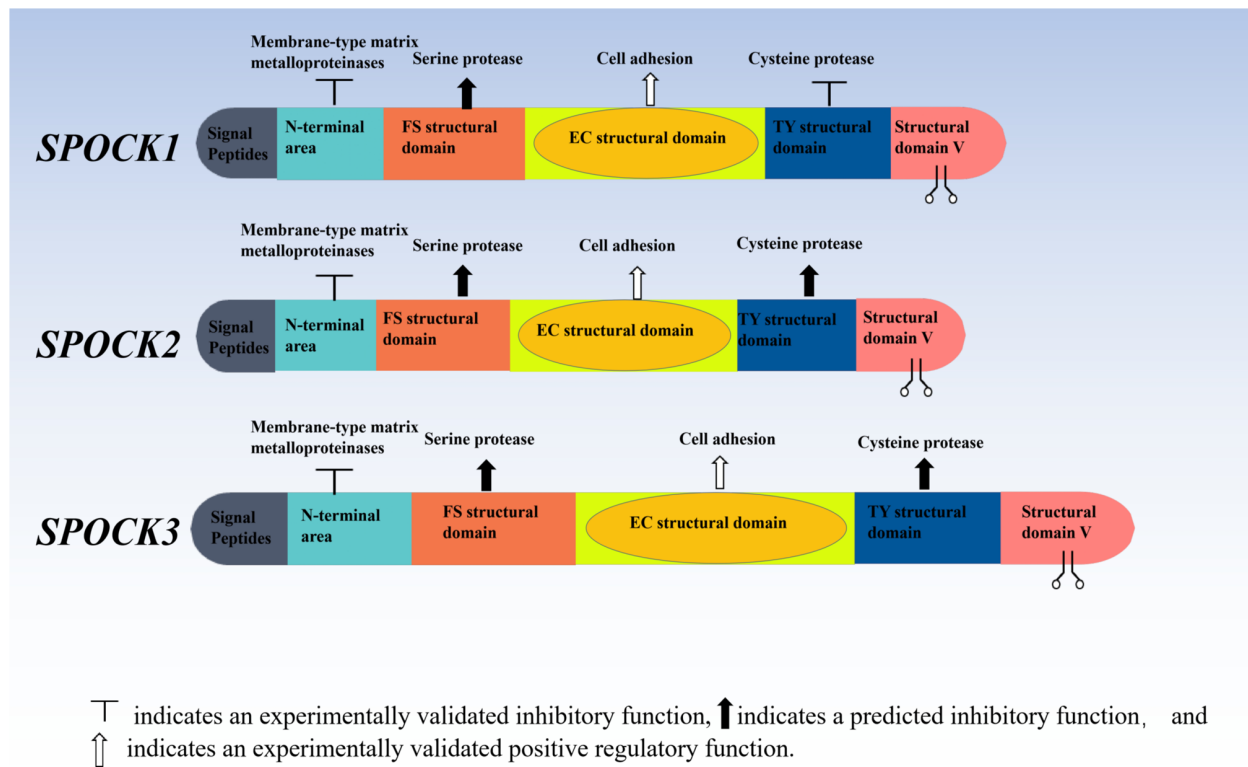 Membrane-type matrix
metalloproteinases
Serine protease
Cell adhesion
Cysteine protease
SPOCK1
Signal
Peptides
N-terminal
area
FS structural
domain
EC structural domain
TY structural
domain
Structural
domain V
Membrane-type matrix
metalloproteinases
Serine protease
Cell adhesion
Cysteine protease
SPOCK2
Signal
Peptides
N-terminal
area
FS structural
domain
EC structural domain
TY structural
domain
Structural
domain V
Membrane-type matrix
metalloproteinases
Serine protease
Cell adhesion
Cysteine protease
SPOCK3
Signal
Peptides
N-terminal
area
FS structural
domain
EC structural domain
TY structural
domain
Structural
domain V
indicates an experimentally validated inhibitory function, indicates a predicted inhibitory function, and
indicates an experimentally validated positive regulatory function.